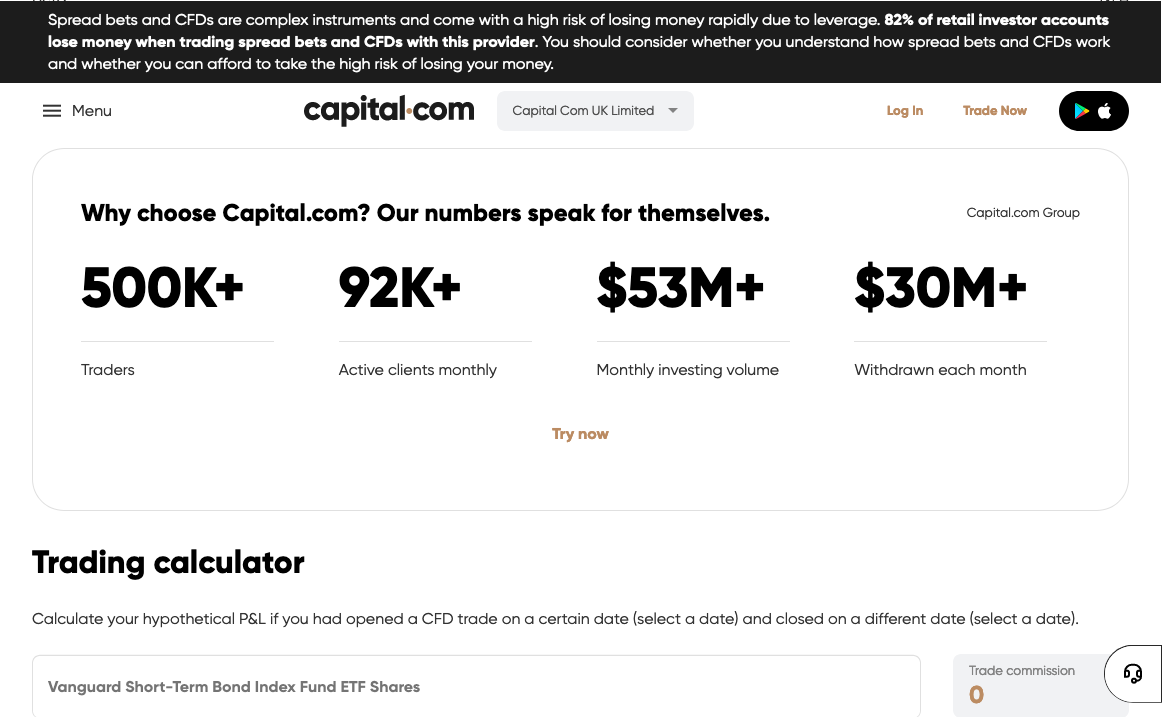 Spread bets and CFDs are complex instruments and come with a high risk of losing money rapidly due to leverage. 82% of retail investor accounts
lose money when trading spread bets and CFDs with this provider. You should consider whether you understand how spread bets and CFDs work
and whether you can afford to take the high risk of losing your money.
Menu
capital.com
Capital Com UK Limited
Log In
Trade Now
Why choose Capital.com? Our numbers speak for themselves.
Capital.com Group
500K+
92K+
$53M+
$30M+
Traders
Active clients monthly
Monthly investing volume
Withdrawn each month
Try now
Trading calculator
Calculate your hypothetical P&L if you had opened a CFD trade on a certain date (select a date) and closed on a different date (select a date).
Vanguard Short-Term Bond Index Fund ETF Shares
Trade commission
0